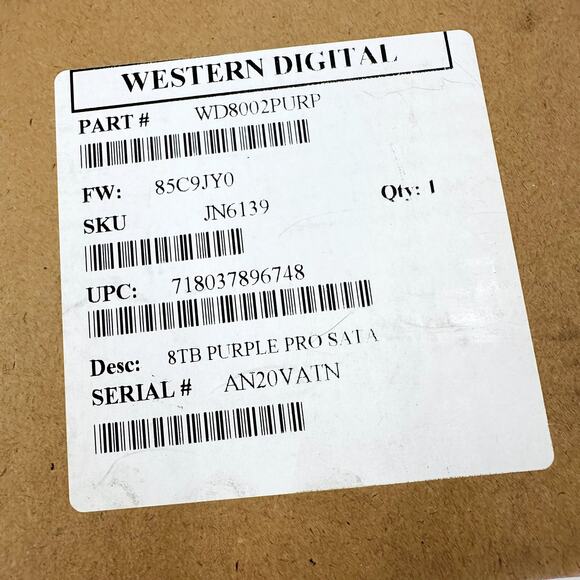 WESTERN DIGITAL
PART # WD8002PURP
FW: 85C9JY0
SKU JN6139 Qty: 1
UPC: 718037896748
Desc: 8TB PURPLE PRO SATA
SERIAL # AN20VATN